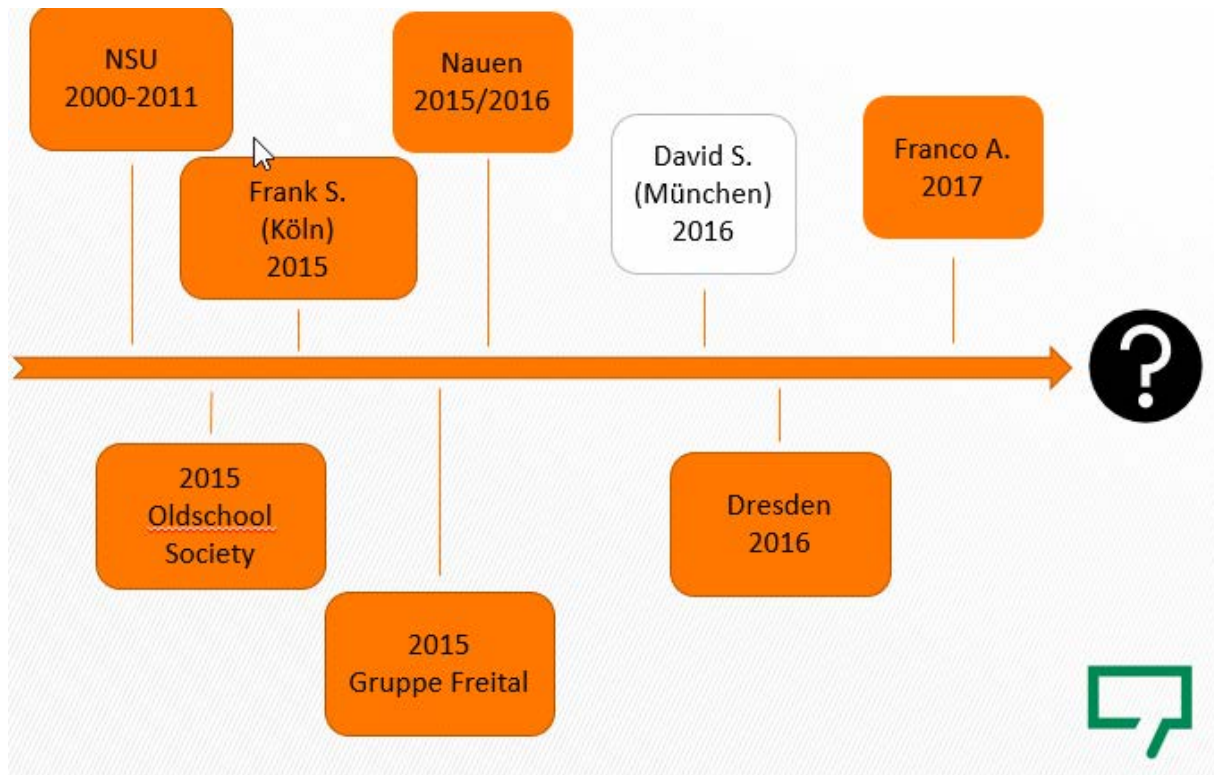 NSU
2000-2011
Frank S.
(Köln)
2015
Nauen
2015/2016
David S.
(München)
2016
Franco A.
2017
?
2015
Oldschool
Society
2015
Gruppe Freital
Dresden
2016